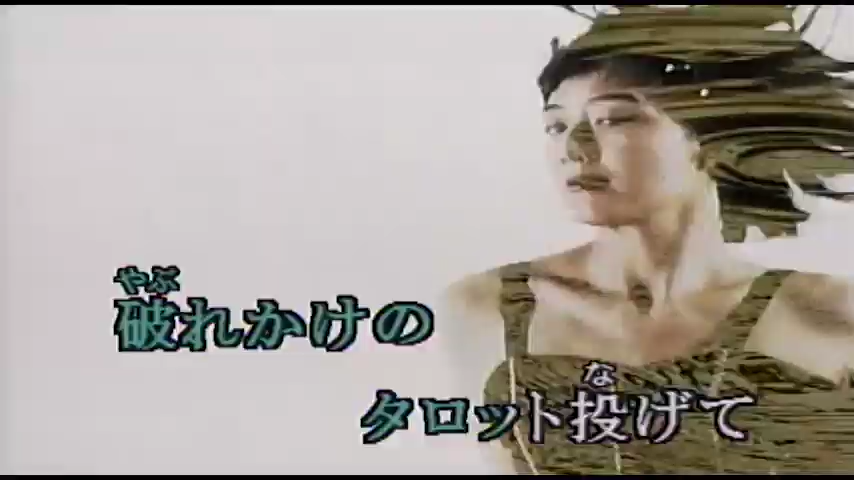 やぶ
破れかけの
な
タロット投げて